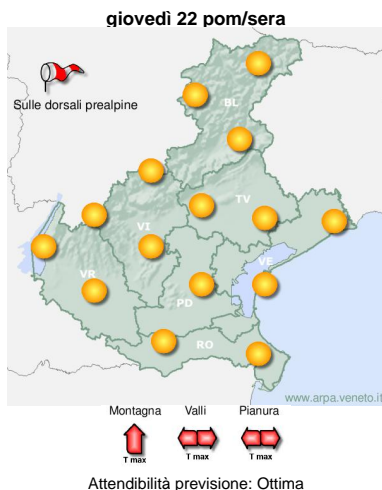 giovedì 22 pom/sera
Sulle dorsali prealpine
BL
TV
VI
VE
VR
PD
RO
www.arpa.veneto.it
Montagna Valli Pianura
T max T max T max
Attendibilità previsione: Ottima